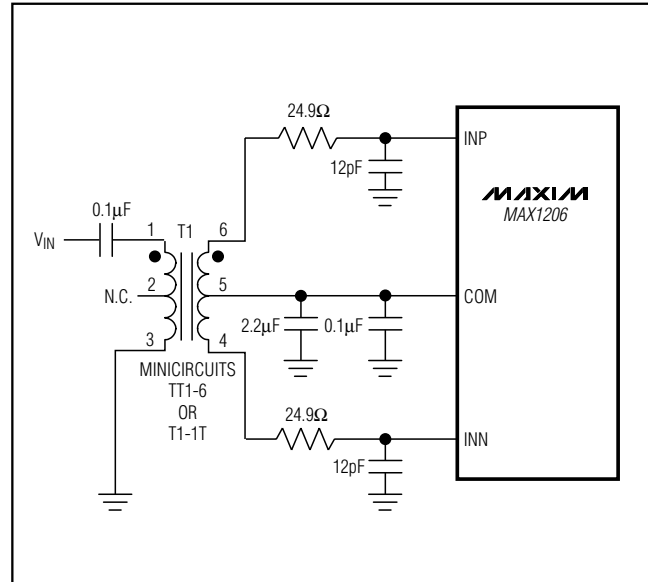 24.9Ω
INP
12pF
MAXIM
MAX1206
0.1µF
1
T1
6
VIN
2
5
N.C.
COM
2.2µF
0.1µF
3
4
MINICIRCUITS
TT1-6
OR
T1-1T
24.9Ω
INN
12pF